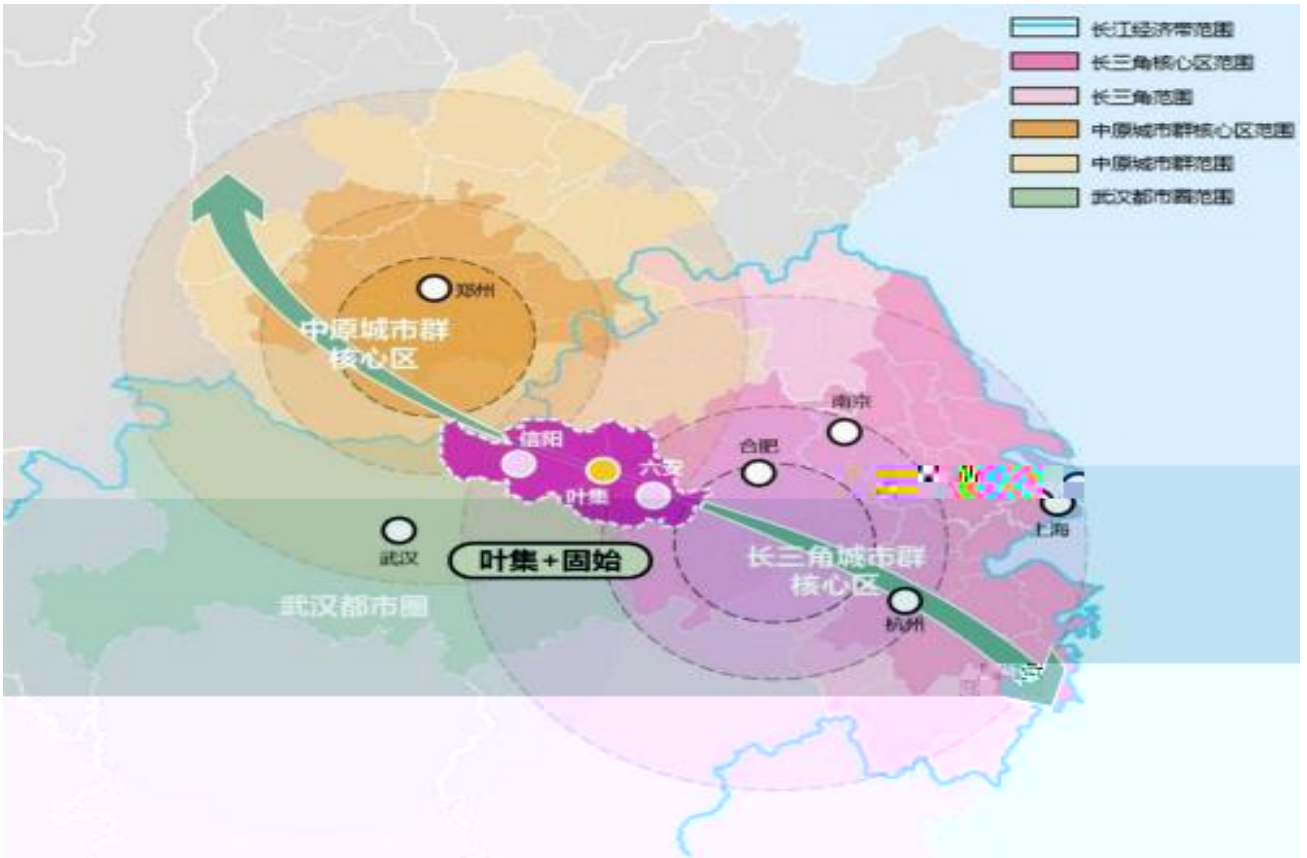 长江经济带范围
长三角核心区范围
长三角范围
中原城市群核心区范围
中原城市群范围
武汉都市圈范围
郑州
中原城市群
核心区
南京
信阳
合肥
六安
叶集
上海
武汉
叶集+固始
长三角城市群
核心区
武汉都市圈
杭州